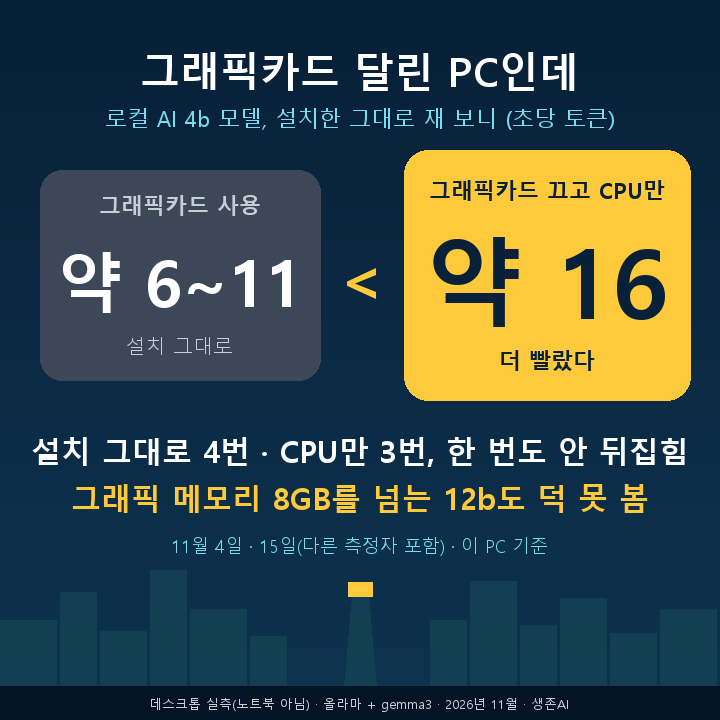 그래픽카드 달린 PC인데
로컬 AI 4b 모델, 설치한 그대로 재 보니 (초당 토큰)
그래픽카드 사용
약 6~11
설치 그대로
<
그래픽카드 끄고 CPU만
약 16
더 빨랐다
설치 그대로 4번 · CPU만 3번, 한 번도 안 뒤집힘
그래픽 메모리 8GB를 넘는 12b도 덕 못 봄
11월 4일 · 15일(다른 측정자 포함) · 이 PC 기준
데스크톱 실측(노트북 아님) · 올라마 + gemma3 · 2026년 11월 · 생존AI